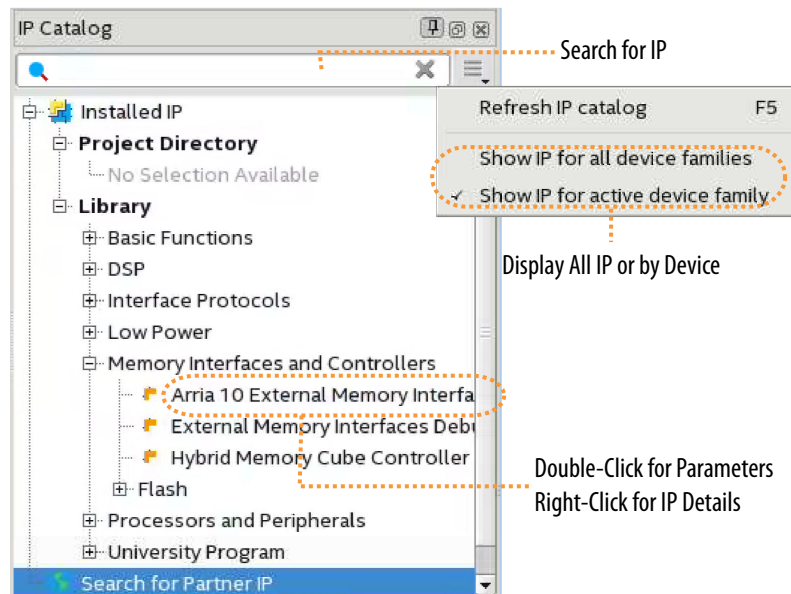 IP Catalog
Search for IP
Installed IP
Refresh IP catalog F5
Project Directory
Show IP for all device families
No Selection Available
Show IP for active device family
Library
Basic Functions
DSP
Display All IP or by Device
Interface Protocols
Low Power
Memory Interfaces and Controllers
Arria 10 External Memory Interfa
External Memory Interfaces Debu
Hybrid Memory Cube Controller
Double-Click for Parameters
Right-Click for IP Details
Flash
Processors and Peripherals
University Program
Search for Partner IP